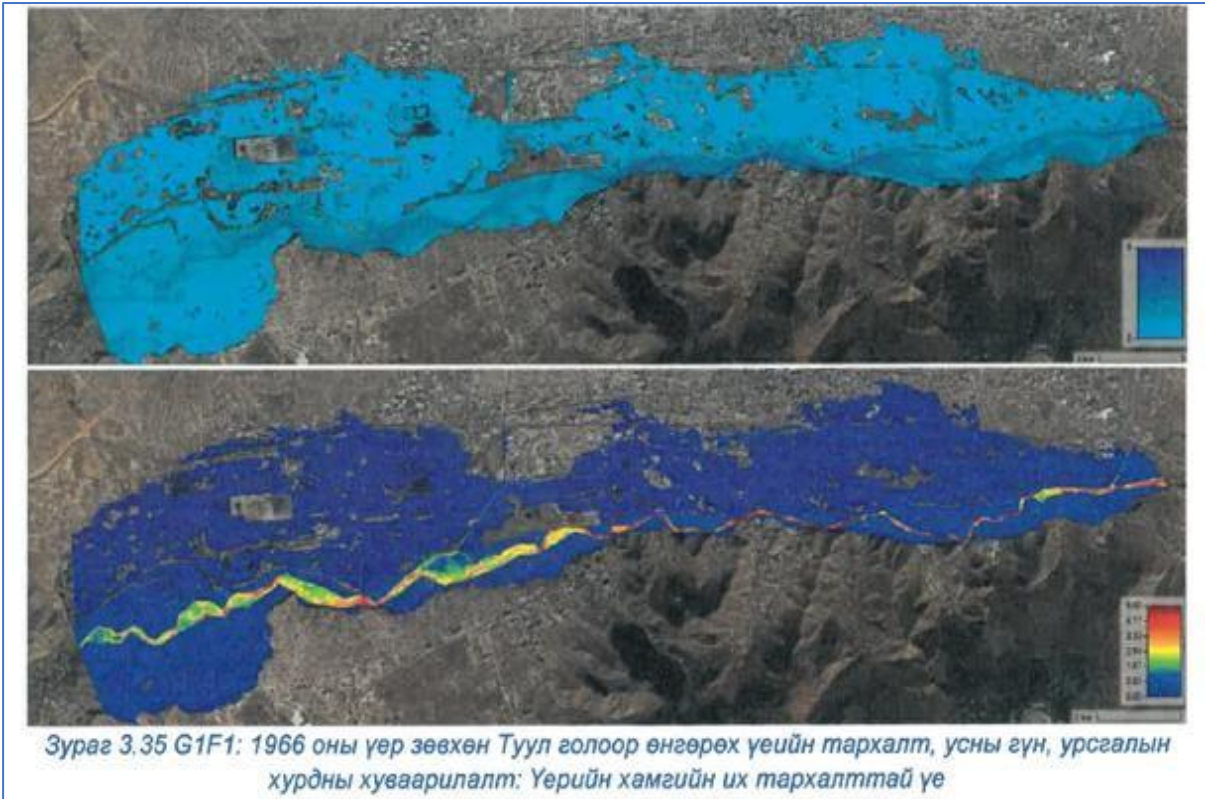 Зураг 3.35 G1F1: 1966 оны үер зөвхөн Туул голоор өнгөрөх үеийн тархалт, усны гүн, урсгалын
хурдны хуваарилалт: Үерийн хамгийн их тархалттай үе